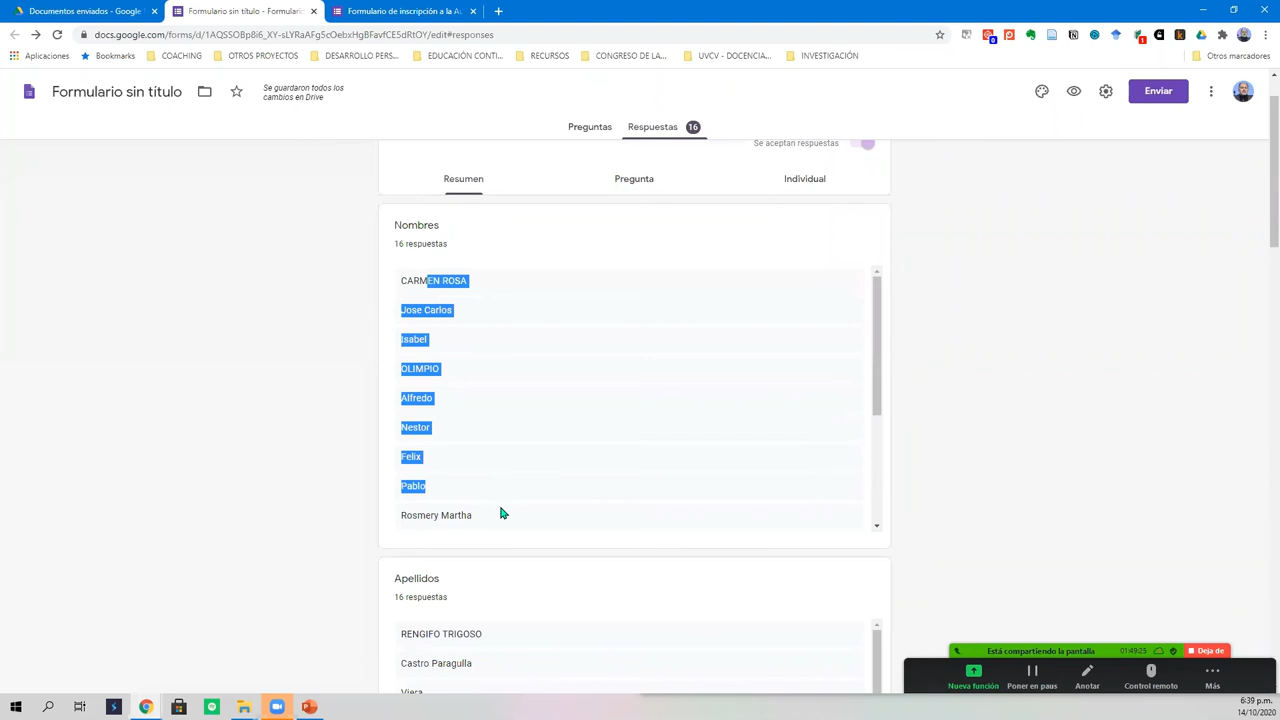 Documentos enviados - Google
Formulario sin título - Formulario
Formulario de inscripción a la Au
docs.google.com/forms/d/1AQSSOBp8i6_XY-sLYRaAFg5cOebxHgBFavfCE5dRtOY/edit#responses
Aplicaciones
Bookmarks
COACHING
OTROS PROYECTOS
DESARROLLO PERS...
EDUCACIÓN CONTI...
RECURSOS
CONGRESO DE LA...
UVCV - DOCENCIA...
INVESTIGACIÓN
Otros marcadores
Formulario sin título
Se guardaron todos los
cambios en Drive
Enviar
Preguntas
Respuestas 16
Se aceptan respuestas
Resumen
Pregunta
Individual
Nombres
16 respuestas
CARMEN ROSA
Jose Carlos
Isabel
OLIMPIO
Alfredo
Nestor
Felix
Pablo
Rosmery Martha
Apellidos
16 respuestas
RENGIFO TRIGOSO
Castro Paragulla
Viera
Está compartiendo la pantalla
01:49:25
Deja de
Nueva función
Poner en paus
Anotar
Control remoto
Más
6:39 p.m.
14/10/2020